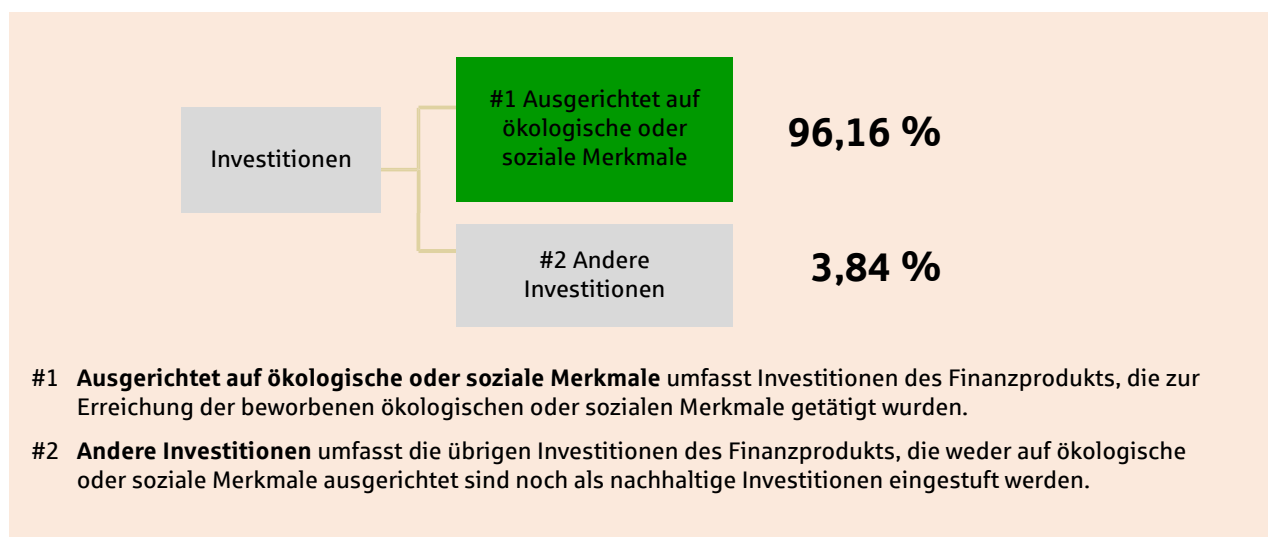 #1 Ausgerichtet auf
ökologische oder
soziale Merkmale
96,16 %
Investitionen
#2 Andere
Investitionen
3,84 %
#1 Ausgerichtet auf ökologische oder soziale Merkmale umfasst Investitionen des Finanzprodukts, die zur
Erreichung der beworbenen ökologischen oder sozialen Merkmale getätigt wurden.
#2 Andere Investitionen umfasst die übrigen Investitionen des Finanzprodukts, die weder auf ökologische
oder soziale Merkmale ausgerichtet sind noch als nachhaltige Investitionen eingestuft werden.